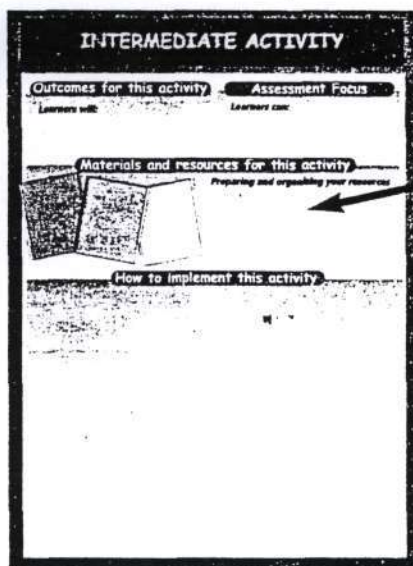 INTERMEDIATE ACTIVITY
Outcomes for this activity
Assessment Focus
Learners will:
Learners can:
Materials and resources for this activity
Preparing and organising your resources
How to implement this activity